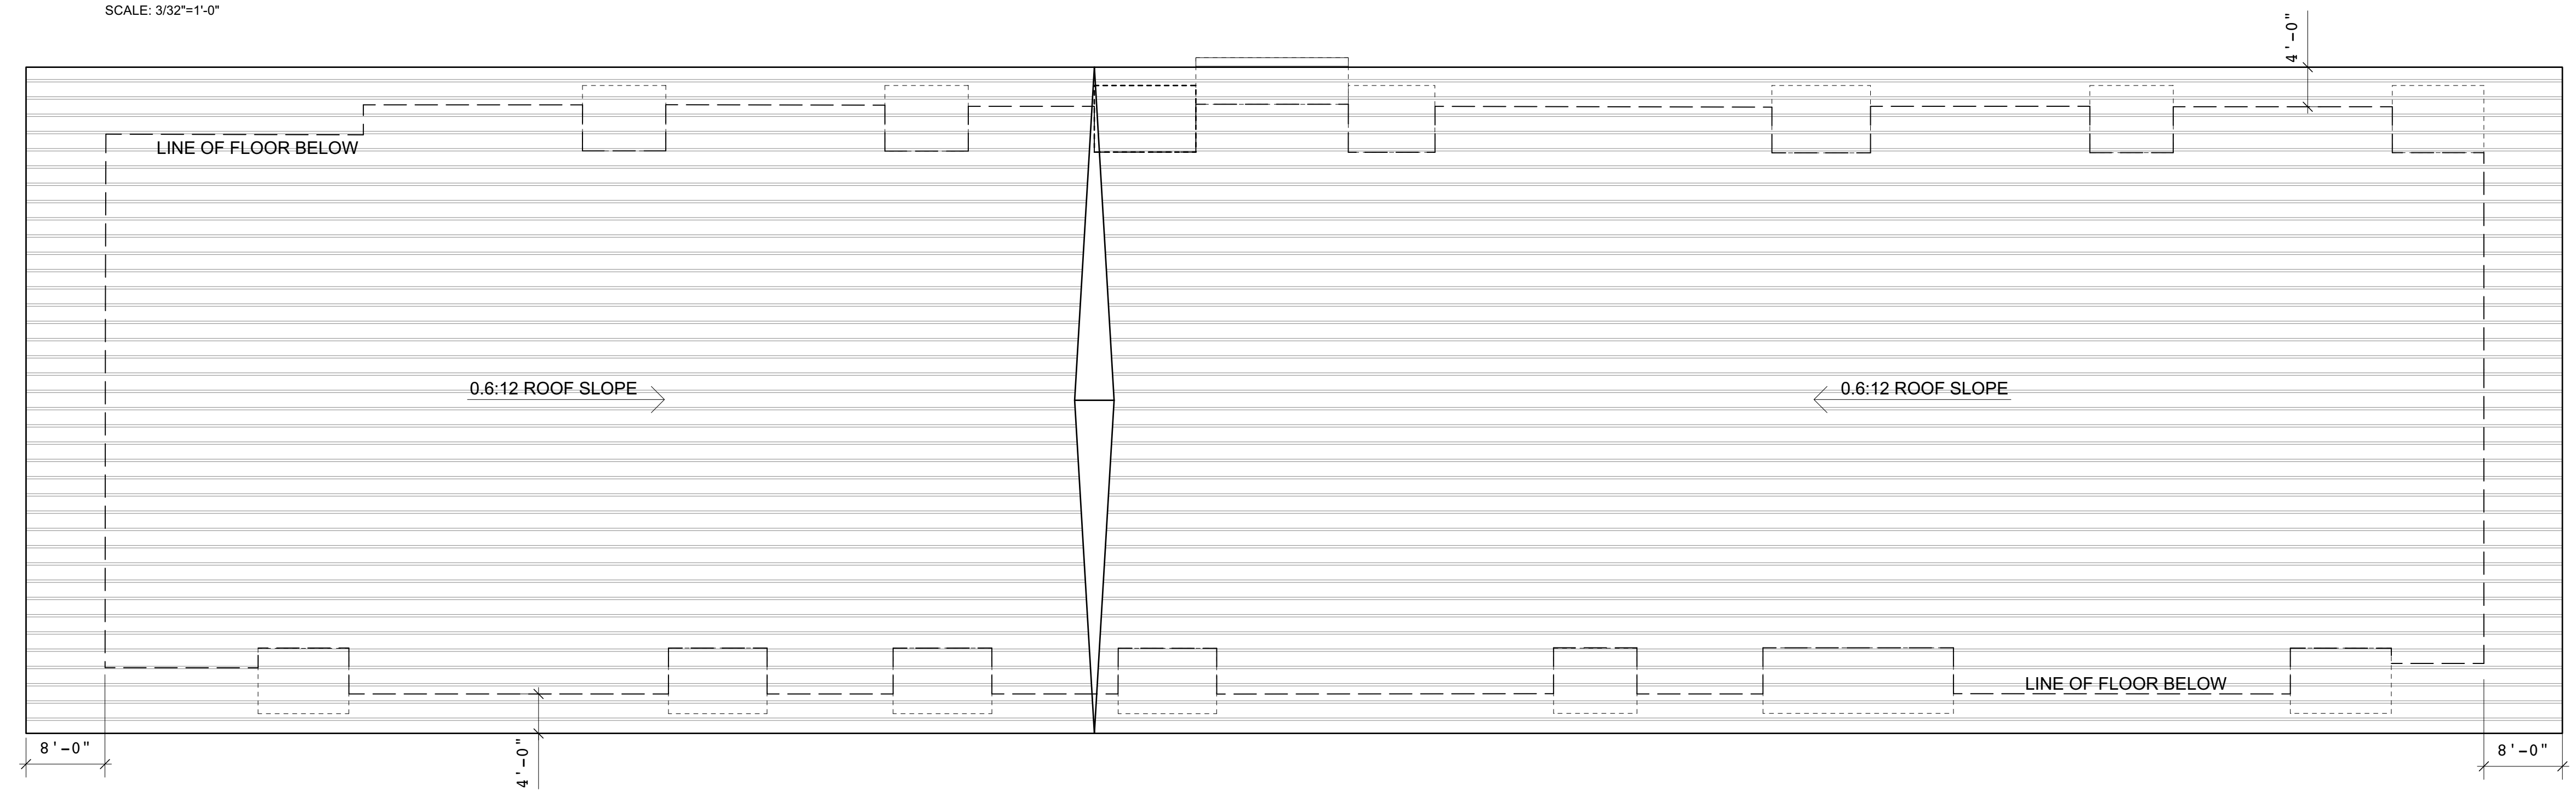 SCALE: 3/32"=1'-0"
4'-0"
LINE OF FLOOR BELOW
0.6:12 ROOF SLOPE
0.6:12 ROOF SLOPE
LINE OF FLOOR BELOW
8'-0"
4'-0"
8'-0"